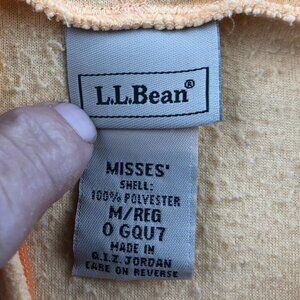 L.L.Bean®
MISSES'
SHELL:
100% POLYESTER
M/REG
0 GQU7
MADE IN
Q.I.Z. JORDAN
CARE ON REVERSE